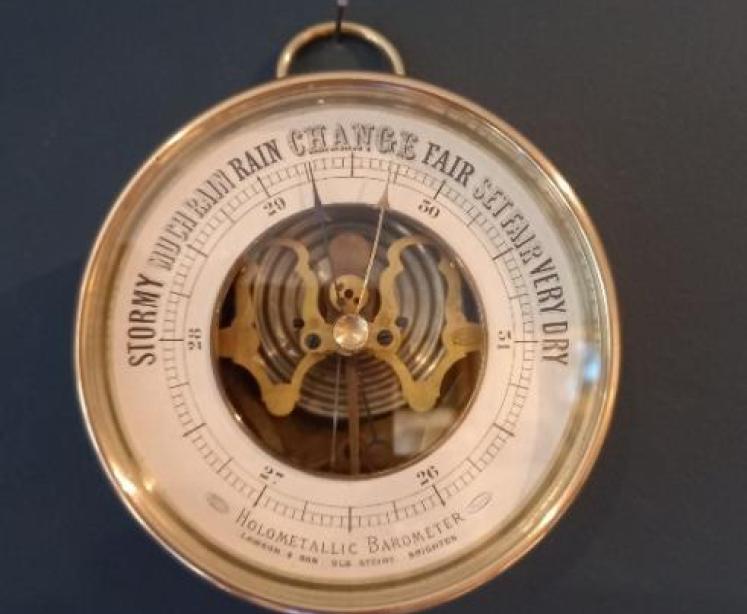 STORMY MUCH RAIN RAIN CHANGE FAIR SET FAIR VERY DRY
28 29 30 31
27 26
HOLOMETALLIC BAROMETER
& SON OLD STEINE BRIGHTON